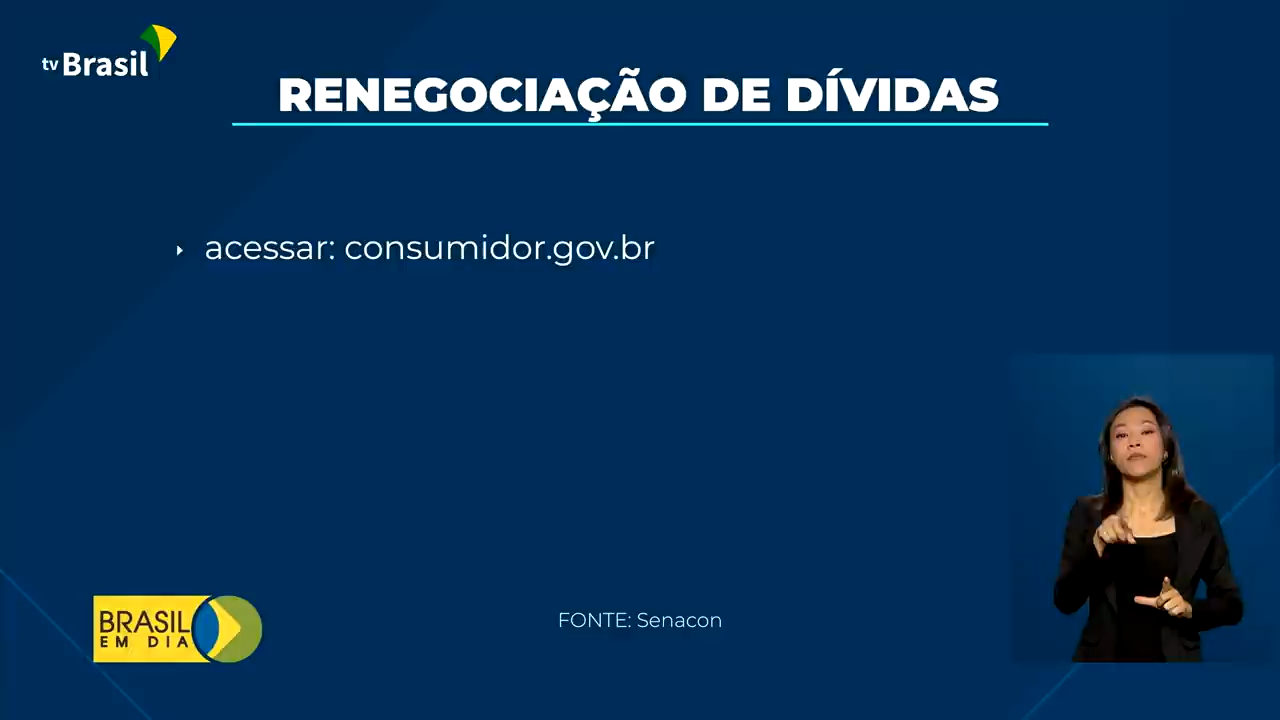 tv Brasil
RENEGOCIAÇÃO DE DÍVIDAS
acessar: consumidor.gov.br
BRASIL
EM DIA
FONTE: Senacon